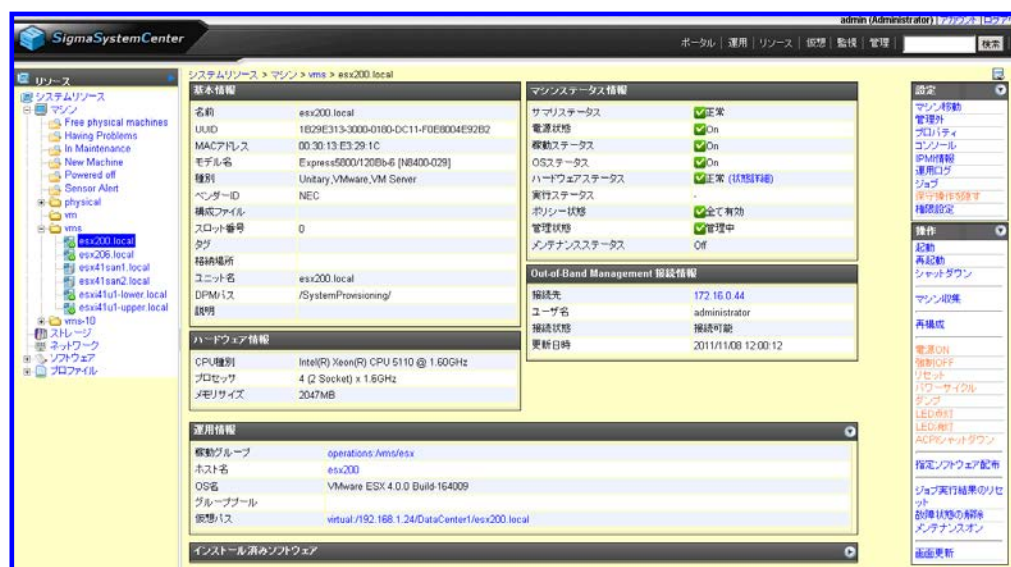 admin (Administrator) | アカウント | ログア
SigmaSystemCenter
ポータル | 運用 | リソース | 仮想 | 監視 | 管理 | 検索
リソース
システムリソース
マシン
Free physical machines
Having Problems
In Maintenance
New Machine
Powered off
Sensor Alert
physical
vm
vms
esx200.local
esx206.local
esx41san1.local
esx41san2.local
esxi41u1-lower.local
esxi41u1-upper.local
vms-10
ストレージ
ネットワーク
ソフトウェア
プロファイル
システムリソース > マシン > vms > esx200.local
基本情報
名前 esx200.local
UUID 1B29E313-3000-0180-DC11-F0E8004E92B2
MACアドレス 00:30:13:E3:29:1C
モデル名 Express5800/120Bb-6 [N8400-029]
種別 Unitary,VMware,VM Server
ベンダーID NEC
構成ファイル
スロット番号 0
タグ
格納場所
ユニット名 esx200.local
DPMパス /SystemProvisioning/
説明
ハードウェア情報
CPU種別 Intel(R) Xeon(R) CPU 5110 @ 1.60GHz
プロセッサ 4 (2 Socket) x 1.6GHz
メモリサイズ 2047MB
マシンステータス情報
サマリステータス 正常
電源状態 On
稼動ステータス On
OSステータス On
ハードウェアステータス 正常 (状態詳細)
実行ステータス -
ポリシー状態 全て有効
管理状態 管理中
メンテナンスステータス Off
Out-of-Band Management 接続情報
接続先 172.16.0.44
ユーザ名 administrator
接続状態 接続可能
更新日時 2011/11/08 12:00:12
運用情報
稼動グループ operations:/vms/esx
ホスト名 esx200
OS名 VMware ESX 4.0.0 Build-164009
グループプール
仮想パス virtual:/192.168.1.24/DataCenter1/esx200.local
インストール済みソフトウェア
設定
マシン移動
管理外
プロパティ
コンソール
IPMI情報
運用ログ
ジョブ
保守操作を隠す
権限設定
操作
起動
再起動
シャットダウン
マシン収集
再構成
電源ON
強制OFF
リセット
パワーサイクル
ダンプ
LED点灯
LED消灯
ACPIシャットダウン
指定ソフトウェア配布
ジョブ実行結果のリセ
ット
故障状態の解除
メンテナンスオン
画面更新